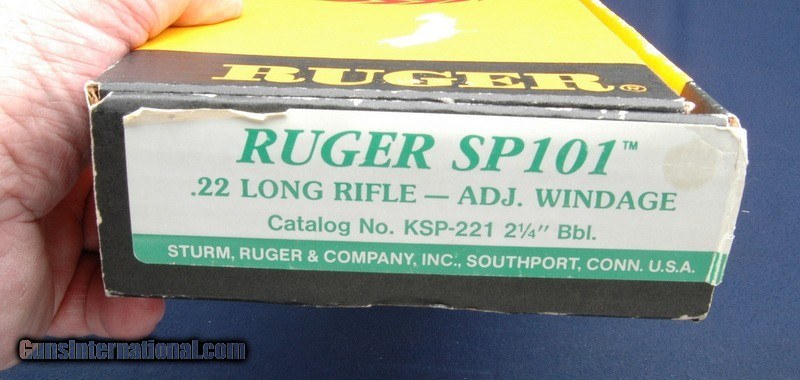 RUGER®
RUGER SP101™
.22 LONG RIFLE — ADJ. WINDAGE
Catalog No. KSP-221 2¼" Bbl.
STURM, RUGER & COMPANY, INC., SOUTHPORT, CONN. U.S.A.
GunsInternational.com